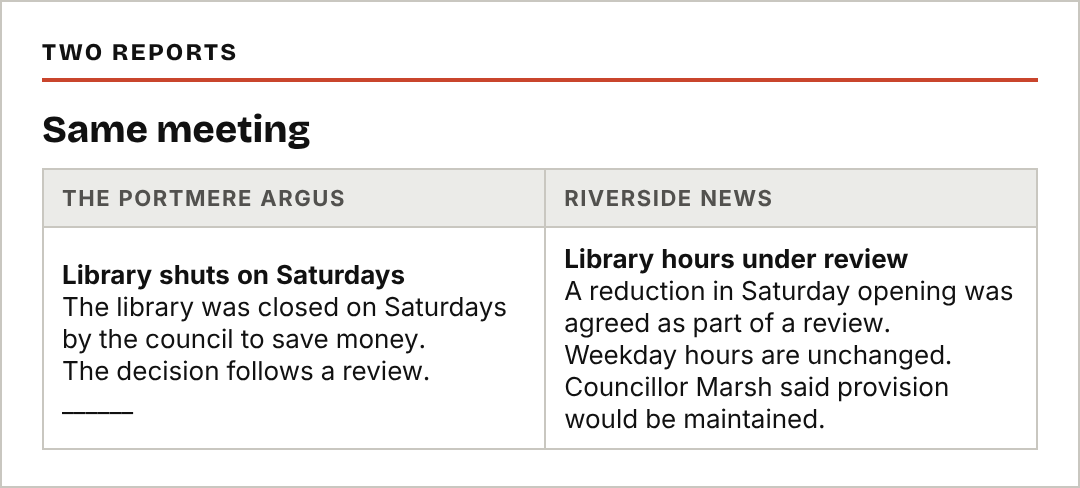 TWO REPORTS
Same meeting
THE PORTMERE ARGUS
RIVERSIDE NEWS
Library shuts on Saturdays
The library was closed on Saturdays
by the council to save money.
The decision follows a review.
______
Library hours under review
A reduction in Saturday opening was
agreed as part of a review.
Weekday hours are unchanged.
Councillor Marsh said provision
would be maintained.